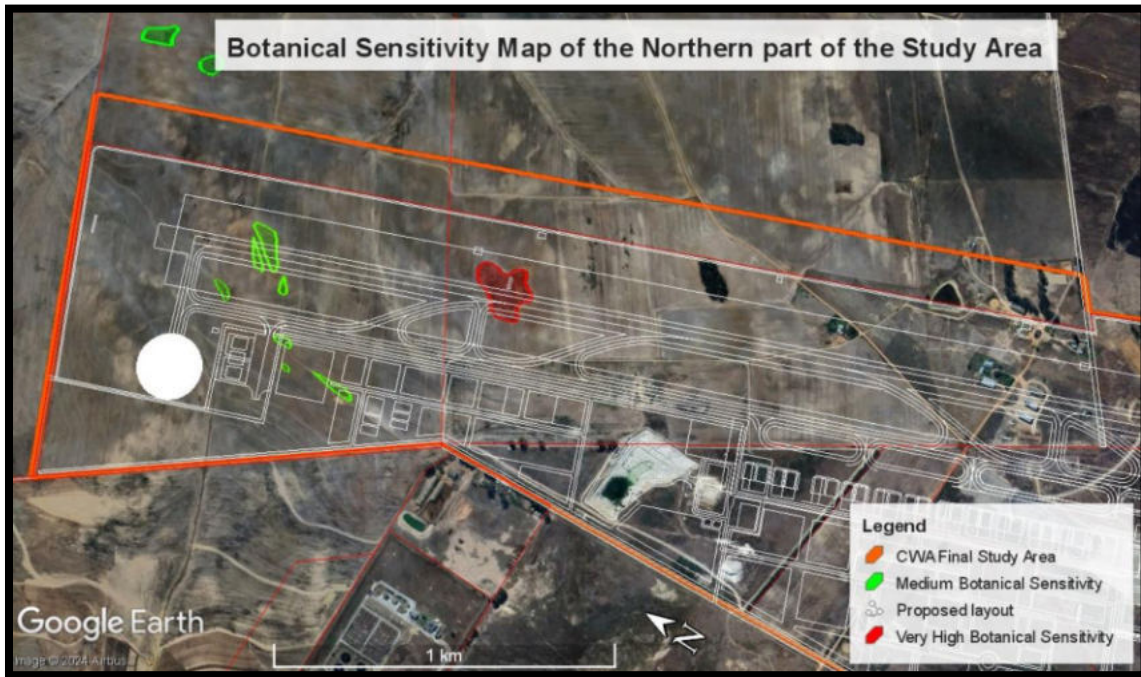 Botanical Sensitivity Map of the Northern part of the Study Area
Legend
CWA Final Study Area
Medium Botanical Sensitivity
Proposed layout
Very High Botanical Sensitivity
N
Google Earth
Image © 2024 Airbus
1 km